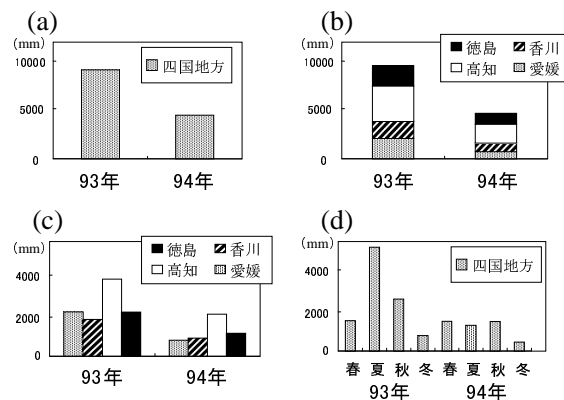 (a)
(mm)
10000
5000
0
四国地方
93年 94年
(b)
(mm)
10000
5000
0
徳島 香川
高知 愛媛
93年 94年
(c)
(mm)
4000
2000
0
徳島 香川
高知 愛媛
93年 94年
(d)
(mm)
4000
2000
0
四国地方
春 夏 秋 冬 春 夏 秋 冬
93年 94年